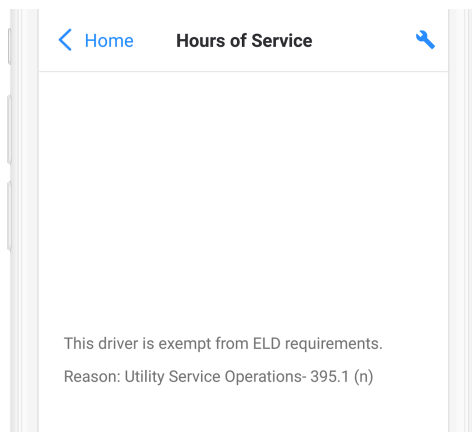 Home
Hours of Service
This driver is exempt from ELD requirements.
Reason: Utility Service Operations- 395.1 (n)